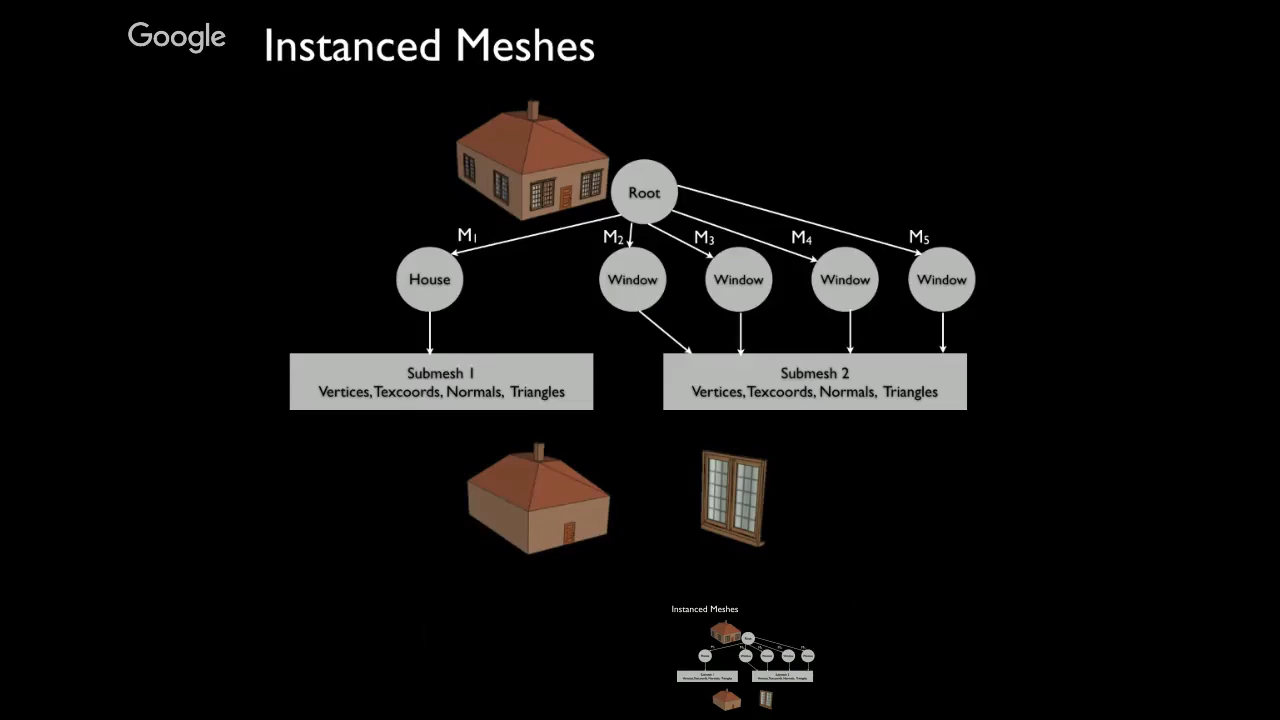 Google
Instanced Meshes
Root
M1
M2
M3
M4
M5
House
Window
Window
Window
Window
Submesh 1
Vertices, Texcoords, Normals, Triangles
Submesh 2
Vertices, Texcoords, Normals, Triangles
Instanced Meshes